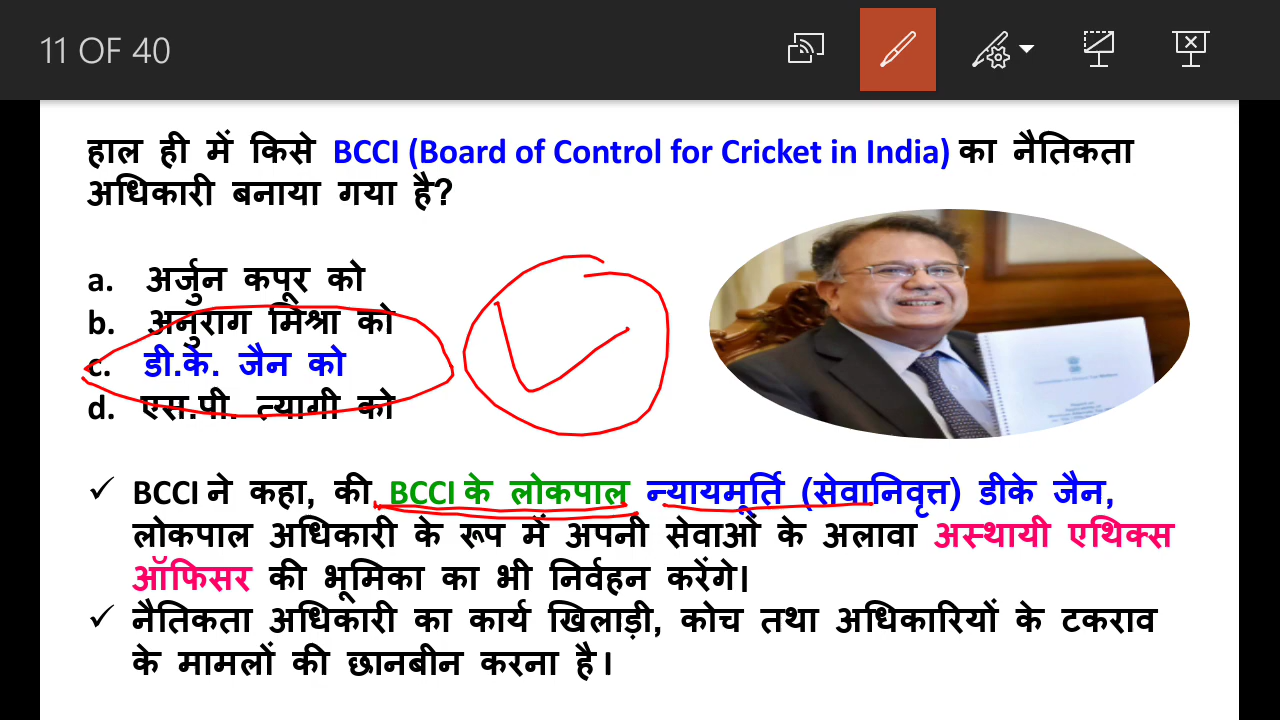 11 OF 40
हाल ही में किसे BCCI (Board of Control for Cricket in India) का नैतिकता
अधिकारी बनाया गया है?
a. अर्जुन कपूर को
b. अनुराग मिश्रा को
c. डी.के. जैन को
d. एस.पी. त्यागी को
✓ BCCI ने कहा, की BCCI के लोकपाल न्यायमूर्ति (सेवानिवृत्त) डीके जैन,
लोकपाल अधिकारी के रूप में अपनी सेवाओं के अलावा अस्थायी एथिक्स
ऑफिसर की भूमिका का भी निर्वहन करेंगे।
✓ नैतिकता अधिकारी का कार्य खिलाड़ी, कोच तथा अधिकारियों के टकराव
के मामलों की छानबीन करना है।